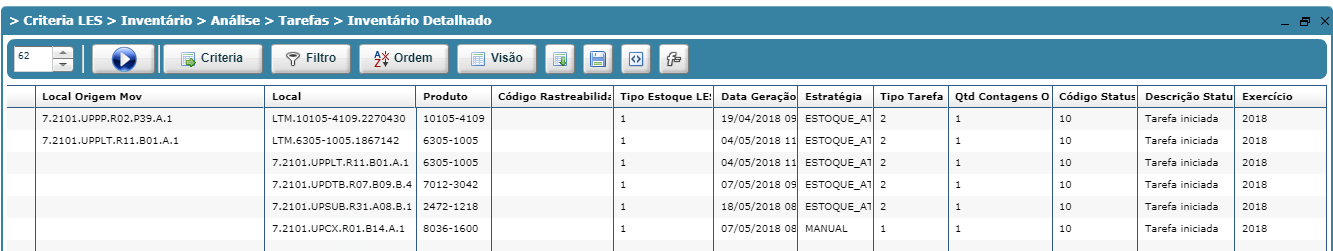 > Criteria LES > Inventário > Análise > Tarefas > Inventário Detalhado
62 Criteria Filtro Ordem Visão
Local Origem Mov Local Produto Código Rastreabilida Tipo Estoque LES Data Geração Estratégia Tipo Tarefa Qtd Contagens O Código Status Descrição Statu Exercício
7.2101.UPPP.R02.P39.A.1 LTM.10105-4109.2270430 10105-4109 1 19/04/2018 09 ESTOQUE_AT 2 1 10 Tarefa iniciada 2018
7.2101.UPPLT.R11.B01.A.1 LTM.6305-1005.1867142 6305-1005 1 04/05/2018 11 ESTOQUE_AT 2 1 10 Tarefa iniciada 2018
7.2101.UPPLT.R11.B01.A.1 6305-1005 1 04/05/2018 11 ESTOQUE_AT 2 1 10 Tarefa iniciada 2018
7.2101.UPDTB.R07.B09.B.4 7012-3042 1 07/05/2018 09 ESTOQUE_AT 2 1 10 Tarefa iniciada 2018
7.2101.UPSUB.R31.A08.B.1 2472-1218 1 18/05/2018 08 ESTOQUE_AT 2 1 10 Tarefa iniciada 2018
7.2101.UPCX.R01.B14.A.1 8036-1600 1 07/05/2018 08 MANUAL 1 1 10 Tarefa iniciada 2018